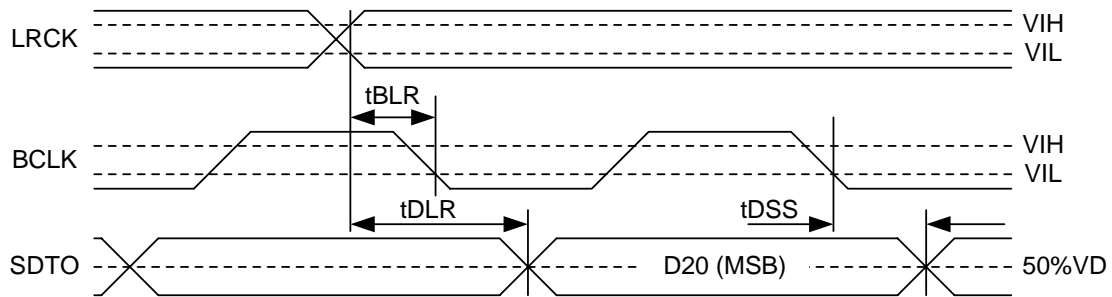 LRCK
VIH
VIL
tBLR
BCLK
VIH
VIL
tDLR
tDSS
SDTO
D20 (MSB)
50%VD